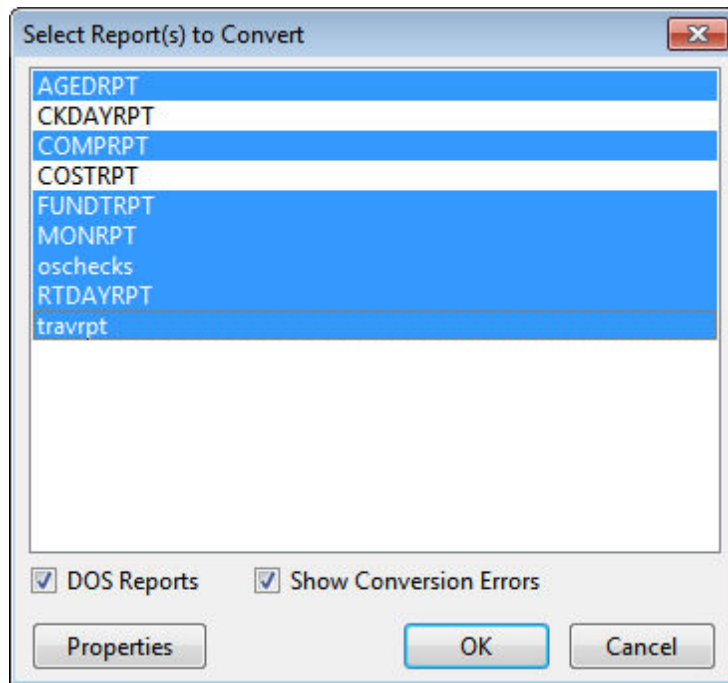 Select Report(s) to Convert
AGEDRPT
CKDAYRPT
COMPRPT
COSTRPT
FUNDTRPT
MONRPT
oschecks
RTDAYRPT
travrpt
DOS Reports Show Conversion Errors
Properties OK Cancel